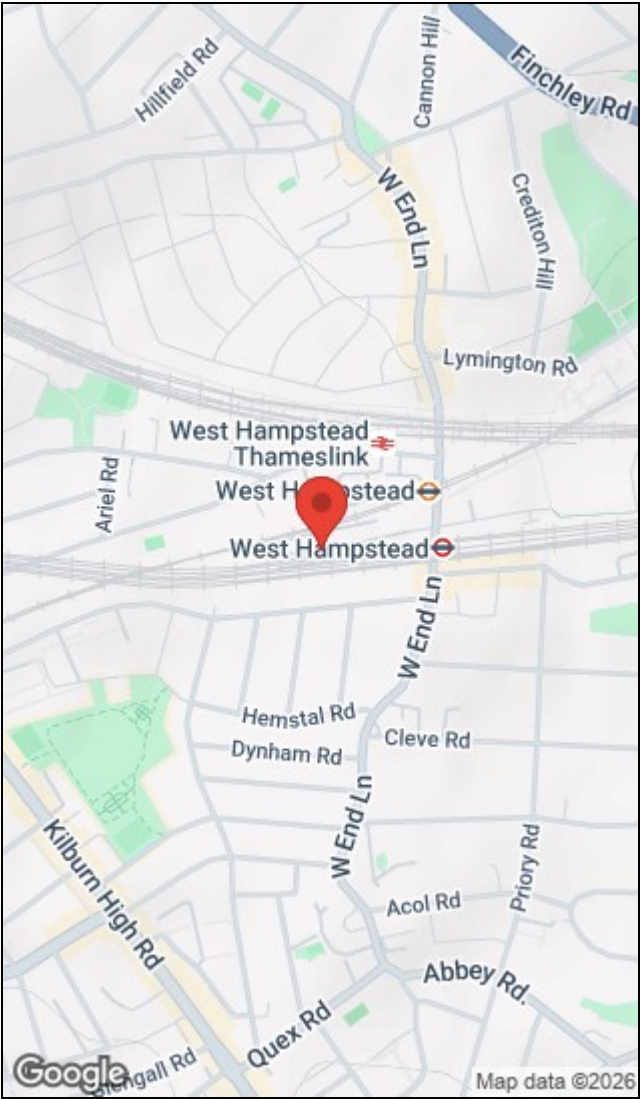 Hillfield Rd
Cannon Hill
Finchley Rd
W End Ln
Crediton Hill
Lymington Rd
West Hampstead
Thameslink
Ariel Rd
West Hampstead
West Hampstead
W End Ln
Hemstal Rd
Dynham Rd
Cleve Rd
W End Ln
Kilburn High Rd
Priory Rd
Acol Rd
Abbey Rd.
Quex Rd
Glengall Rd
Google
Map data ©2026